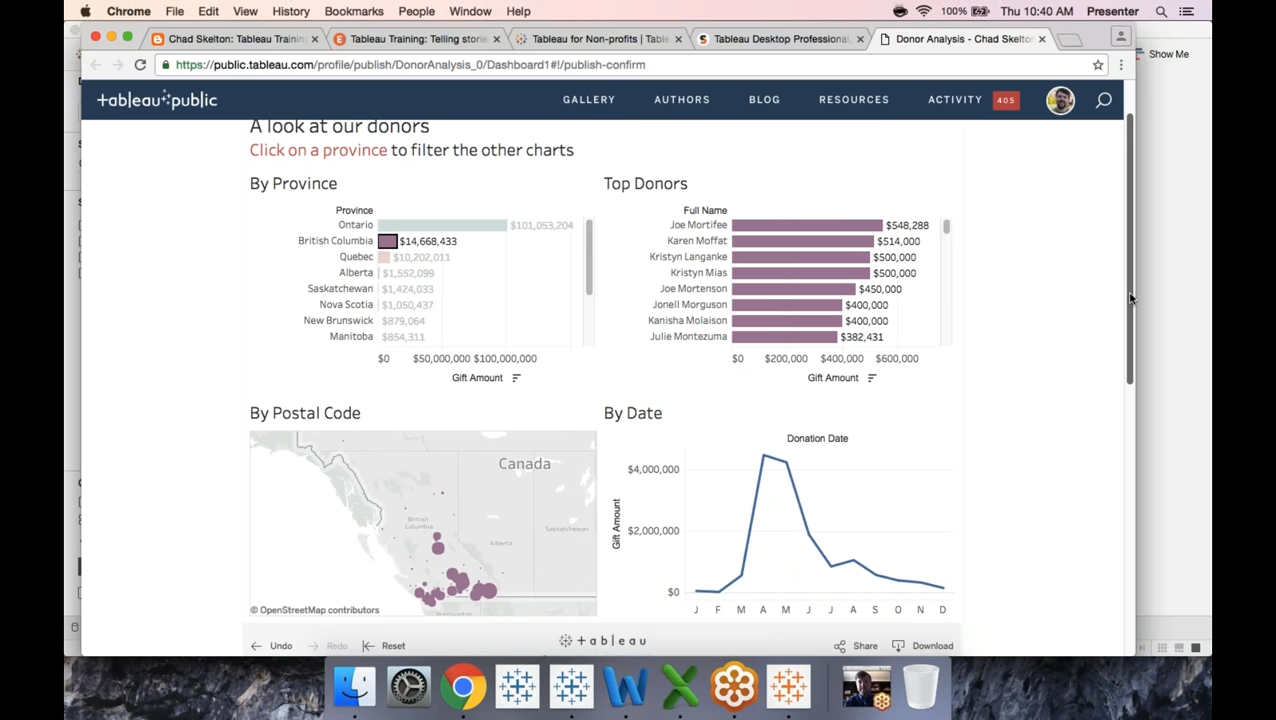 Chrome File Edit View History Bookmarks People Window Help 100% Thu 10:40 AM Presenter
Chad Skelton: Tableau Trainin × Tableau Training: Telling storie × Tableau for Non-profits | Table × Tableau Desktop Professional, × Donor Analysis - Chad Skelton ×
Show Me
https://public.tableau.com/profile/publish/DonorAnalysis_0/Dashboard1#!/publish-confirm
+ableau public GALLERY AUTHORS BLOG RESOURCES ACTIVITY 405
A look at our donors
Click on a province to filter the other charts
By Province
Province
Ontario $101,053,204
British Columbia $14,668,433
Quebec $10,202,011
Alberta $1,552,099
Saskatchewan $1,424,033
Nova Scotia $1,050,437
New Brunswick $879,064
Manitoba $854,311
$0 $50,000,000 $100,000,000
Gift Amount
Top Donors
Full Name
Joe Mortifee $548,288
Karen Moffat $514,000
Kristyn Langanke $500,000
Kristyn Mias $500,000
Joe Mortenson $450,000
Jonell Morguson $400,000
Kanisha Molaison $400,000
Julie Montezuma $382,431
$0 $200,000 $400,000 $600,000
Gift Amount
By Postal Code
Canada
British
Columbia
Alberta
Saskatchewan
Washington
© OpenStreetMap contributors
By Date
Donation Date
Gift Amount
$4,000,000
$2,000,000
$0
J F M A M J J A S O N D
Undo Redo Reset +ableau Share Download